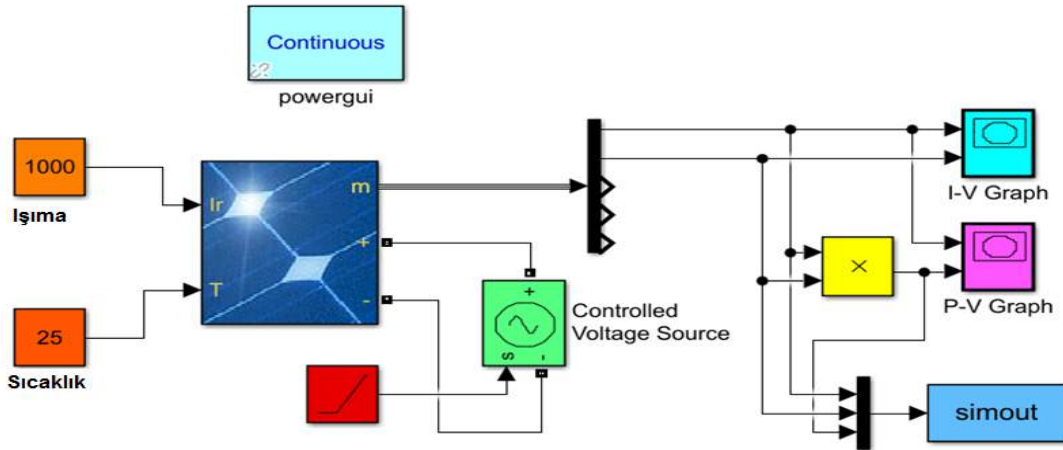 Continuous
powergui
1000
Işıma
Ir
m
T
+
-
25
Sıcaklık
+
s
-
Controlled
Voltage Source
I-V Graph
×
P-V Graph
simout